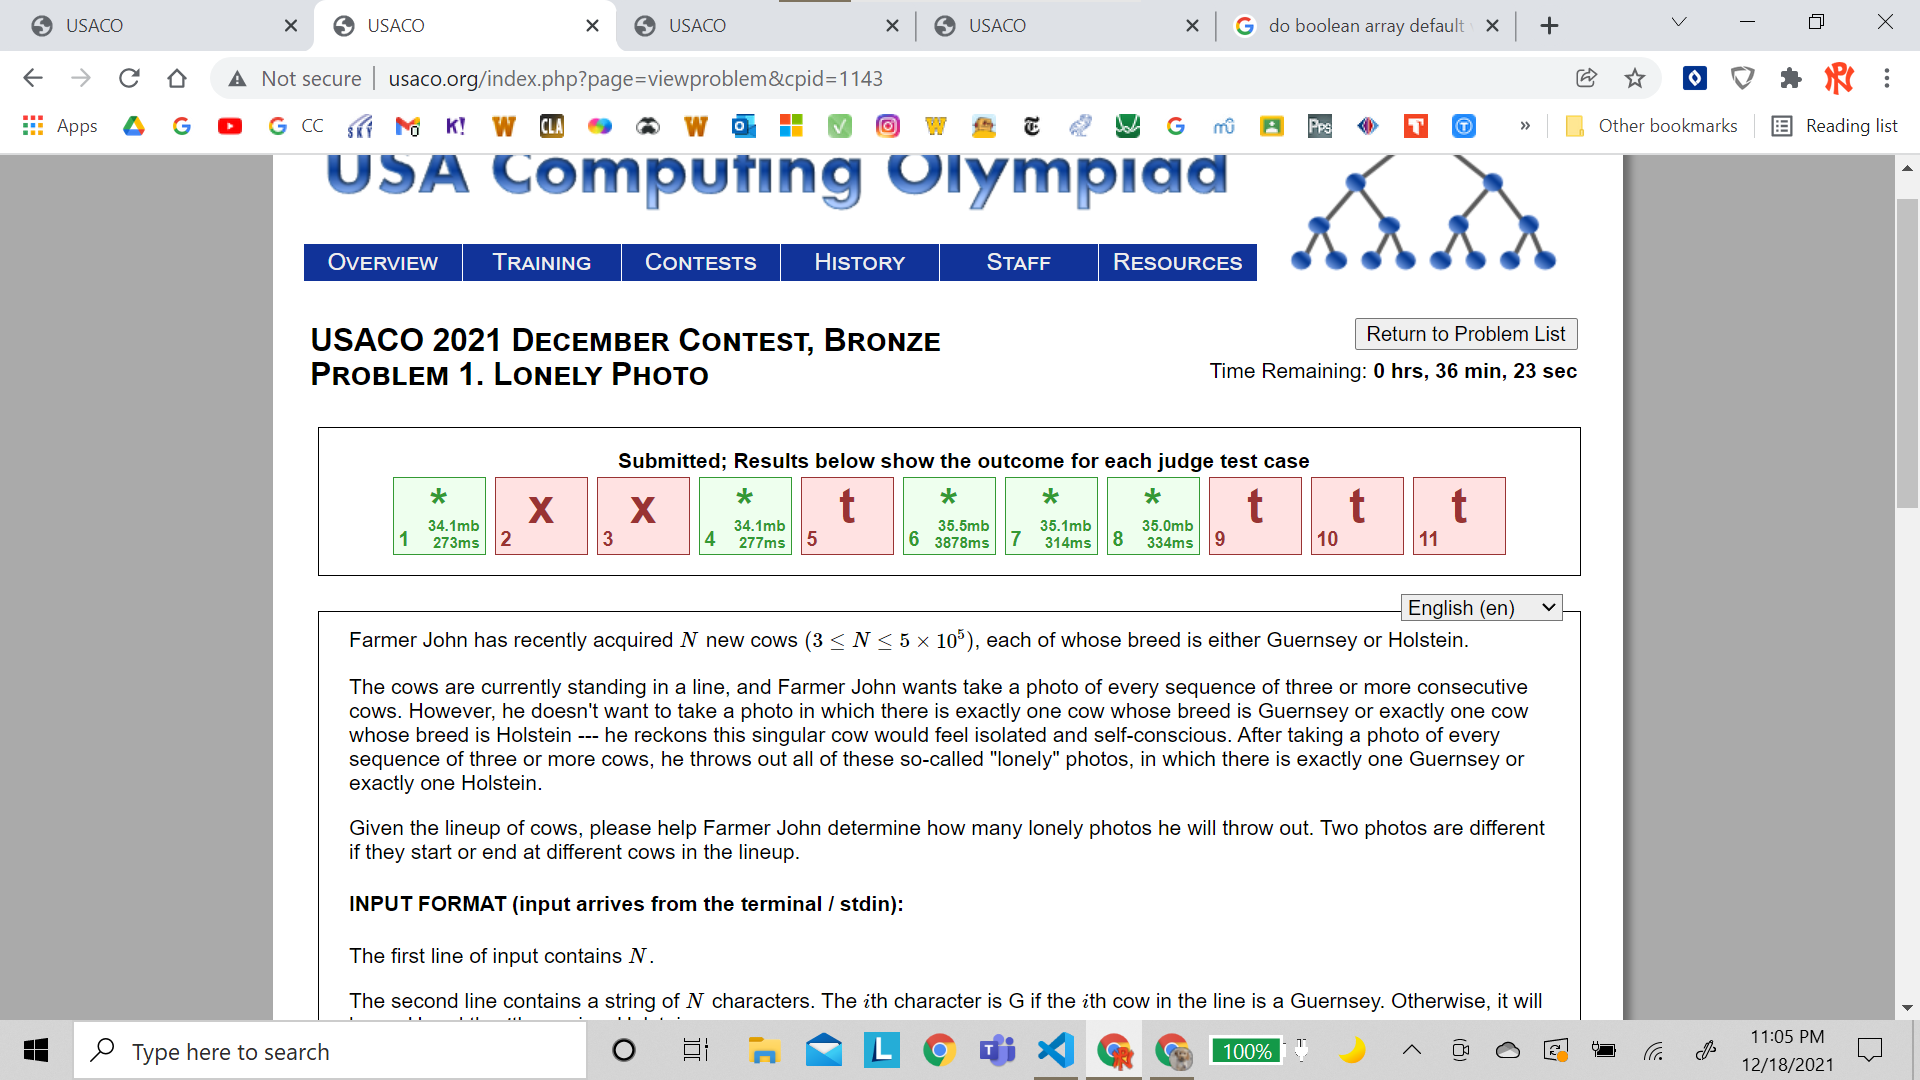 USACO
USACO
USACO
USACO
do boolean array default
Not secure
usaco.org/index.php?page=viewproblem&cpid=1143
Apps
CC
Other bookmarks
Reading list
USA Computing Olympiad
OVERVIEW TRAINING CONTESTS HISTORY STAFF RESOURCES
USACO 2021 DECEMBER CONTEST, BRONZE
PROBLEM 1. LONELY PHOTO
Return to Problem List
Time Remaining: 0 hrs, 36 min, 23 sec
Submitted; Results below show the outcome for each judge test case
* 34.1mb 1 273ms
x 2
x 3
* 34.1mb 4 277ms
t 5
* 35.5mb 6 3878ms
* 35.1mb 7 314ms
* 35.0mb 8 334ms
t 9
t 10
t 11
English (en)
Farmer John has recently acquired N new cows (3 ≤ N ≤ 5 × 10⁵), each of whose breed is either Guernsey or Holstein.
The cows are currently standing in a line, and Farmer John wants take a photo of every sequence of three or more consecutive
cows. However, he doesn't want to take a photo in which there is exactly one cow whose breed is Guernsey or exactly one cow
whose breed is Holstein --- he reckons this singular cow would feel isolated and self-conscious. After taking a photo of every
sequence of three or more cows, he throws out all of these so-called "lonely" photos, in which there is exactly one Guernsey or
exactly one Holstein.
Given the lineup of cows, please help Farmer John determine how many lonely photos he will throw out. Two photos are different
if they start or end at different cows in the lineup.
INPUT FORMAT (input arrives from the terminal / stdin):
The first line of input contains N.
The second line contains a string of N characters. The ith character is G if the ith cow in the line is a Guernsey. Otherwise, it will
Type here to search
100%
11:05 PM
12/18/2021